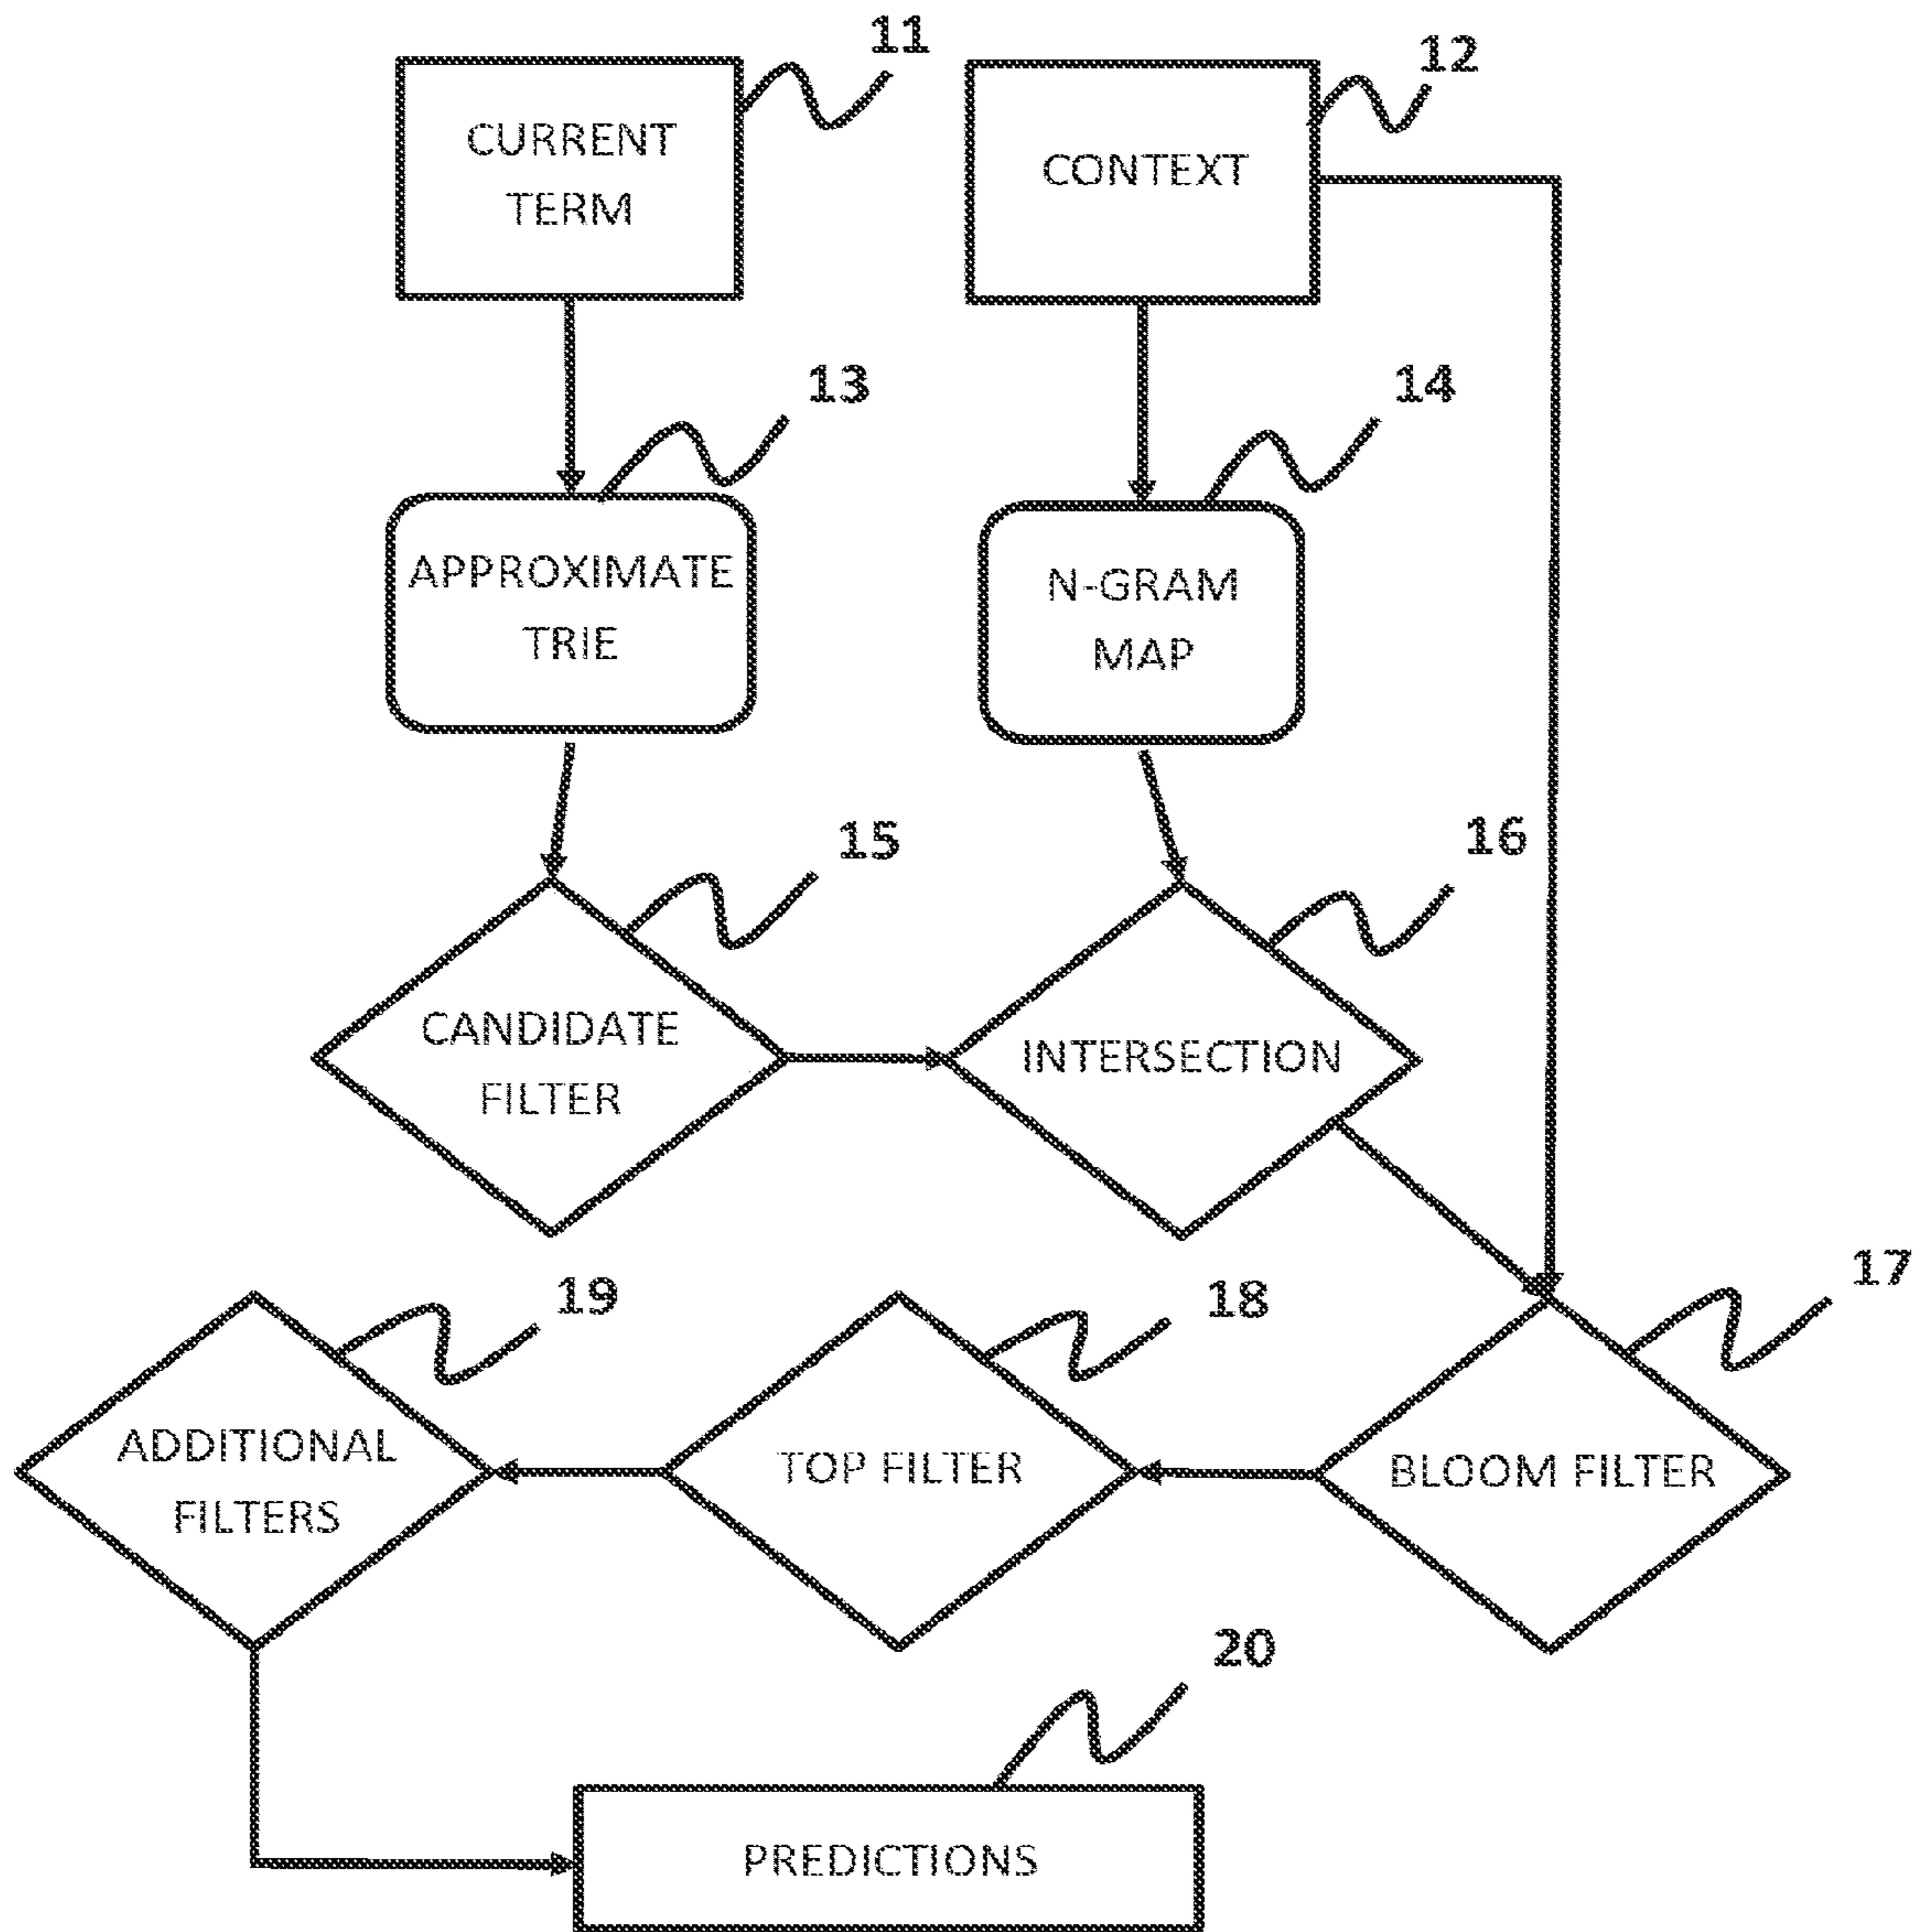 11
12
CURRENT
TERM
CONTEXT
13
14
APPROXIMATE
TRIE
N-GRAM
MAP
15
16
CANDIDATE
FILTER
INTERSECTION
17
18
19
ADDITIONAL
FILTERS
TOP FILTER
BLOOM FILTER
20
PREDICTIONS